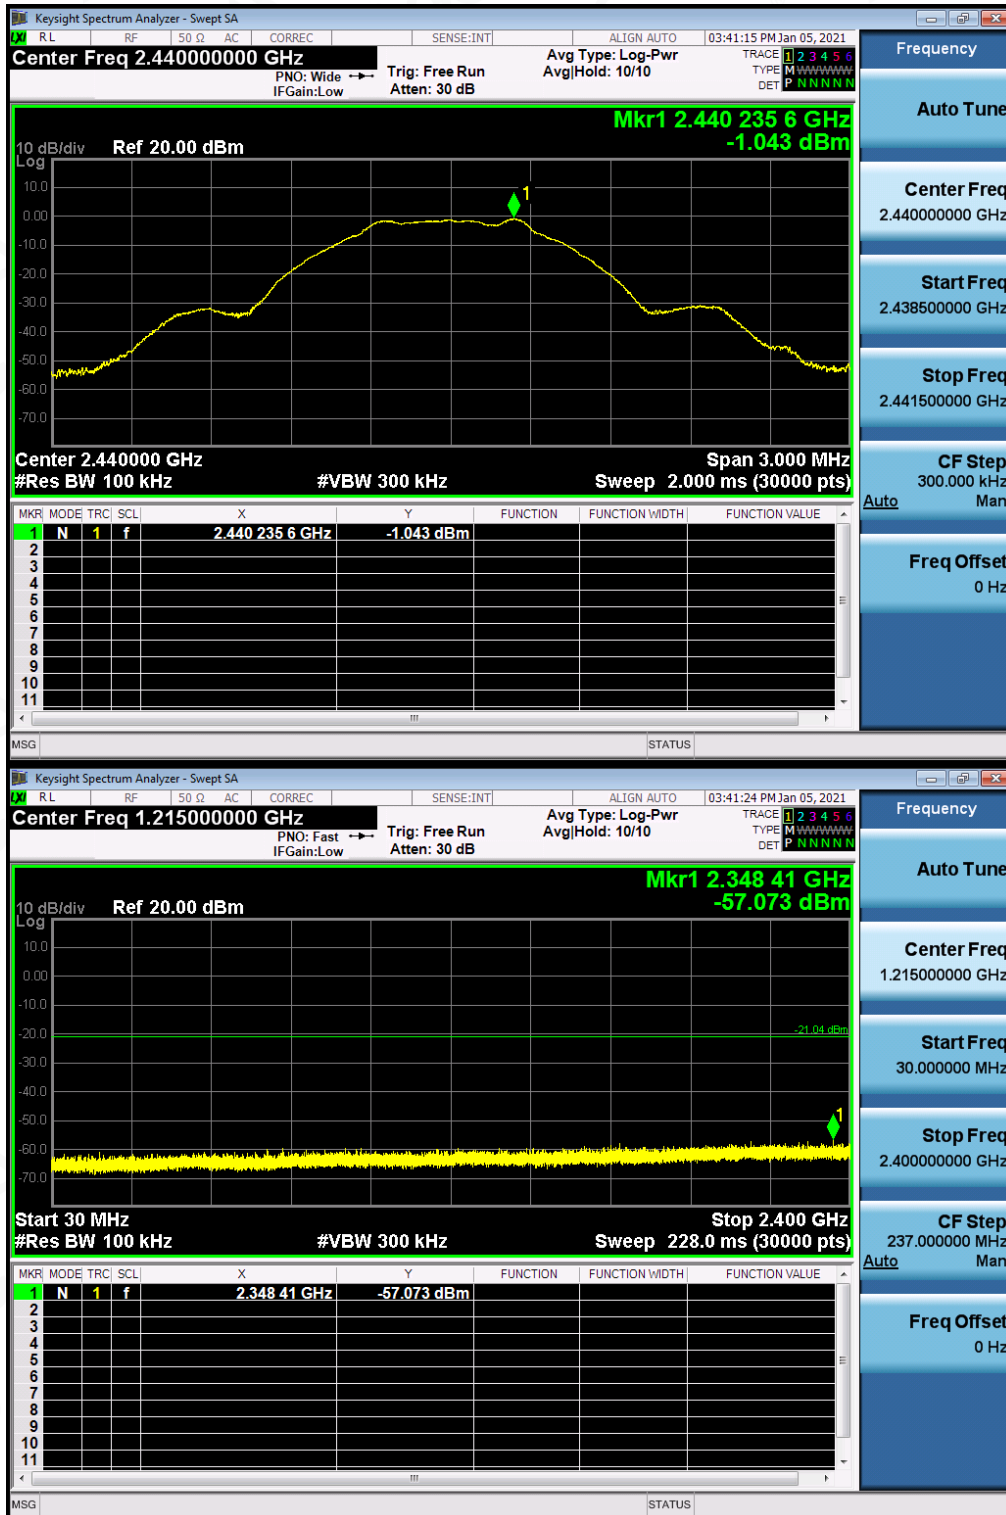 Keysight Spectrum Analyzer - Swept SA
LXI RL RF 50 Ω AC CORREC SENSE:INT ALIGN AUTO 03:41:15 PM Jan 05, 2021
Center Freq 2.440000000 GHz
PNO: Wide
IFGain:Low
Trig: Free Run
Atten: 30 dB
Avg Type: Log-Pwr
Avg|Hold: 10/10
TRACE 1 2 3 4 5 6
TYPE M WWWWW
DET P N N N N N
Mkr1 2.440 235 6 GHz
-1.043 dBm
10 dB/div Ref 20.00 dBm
Log
10.0
0.00
-10.0
-20.0
-30.0
-40.0
-50.0
-60.0
-70.0
1
Center 2.440000 GHz Span 3.000 MHz
#Res BW 100 kHz #VBW 300 kHz Sweep 2.000 ms (30000 pts)
MKR MODE TRC SCL X Y FUNCTION FUNCTION WIDTH FUNCTION VALUE
1 N 1 f 2.440 235 6 GHz -1.043 dBm
2
3
4
5
6
7
8
9
10
11
MSG STATUS
Frequency
Auto Tune
Center Freq
2.440000000 GHz
Start Freq
2.438500000 GHz
Stop Freq
2.441500000 GHz
CF Step
300.000 kHz
Auto Man
Freq Offset
0 Hz
Keysight Spectrum Analyzer - Swept SA
LXI RL RF 50 Ω AC CORREC SENSE:INT ALIGN AUTO 03:41:24 PM Jan 05, 2021
Center Freq 1.215000000 GHz
PNO: Fast
IFGain:Low
Trig: Free Run
Atten: 30 dB
Avg Type: Log-Pwr
Avg|Hold: 10/10
TRACE 1 2 3 4 5 6
TYPE M WWWWW
DET P N N N N N
Mkr1 2.348 41 GHz
-57.073 dBm
10 dB/div Ref 20.00 dBm
Log
10.0
0.00
-10.0
-20.0
-30.0
-40.0
-50.0
-60.0
-70.0
-21.04 dBm
1
Start 30 MHz Stop 2.400 GHz
#Res BW 100 kHz #VBW 300 kHz Sweep 228.0 ms (30000 pts)
MKR MODE TRC SCL X Y FUNCTION FUNCTION WIDTH FUNCTION VALUE
1 N 1 f 2.348 41 GHz -57.073 dBm
2
3
4
5
6
7
8
9
10
11
MSG STATUS
Frequency
Auto Tune
Center Freq
1.215000000 GHz
Start Freq
30.000000 MHz
Stop Freq
2.400000000 GHz
CF Step
237.000000 MHz
Auto Man
Freq Offset
0 Hz